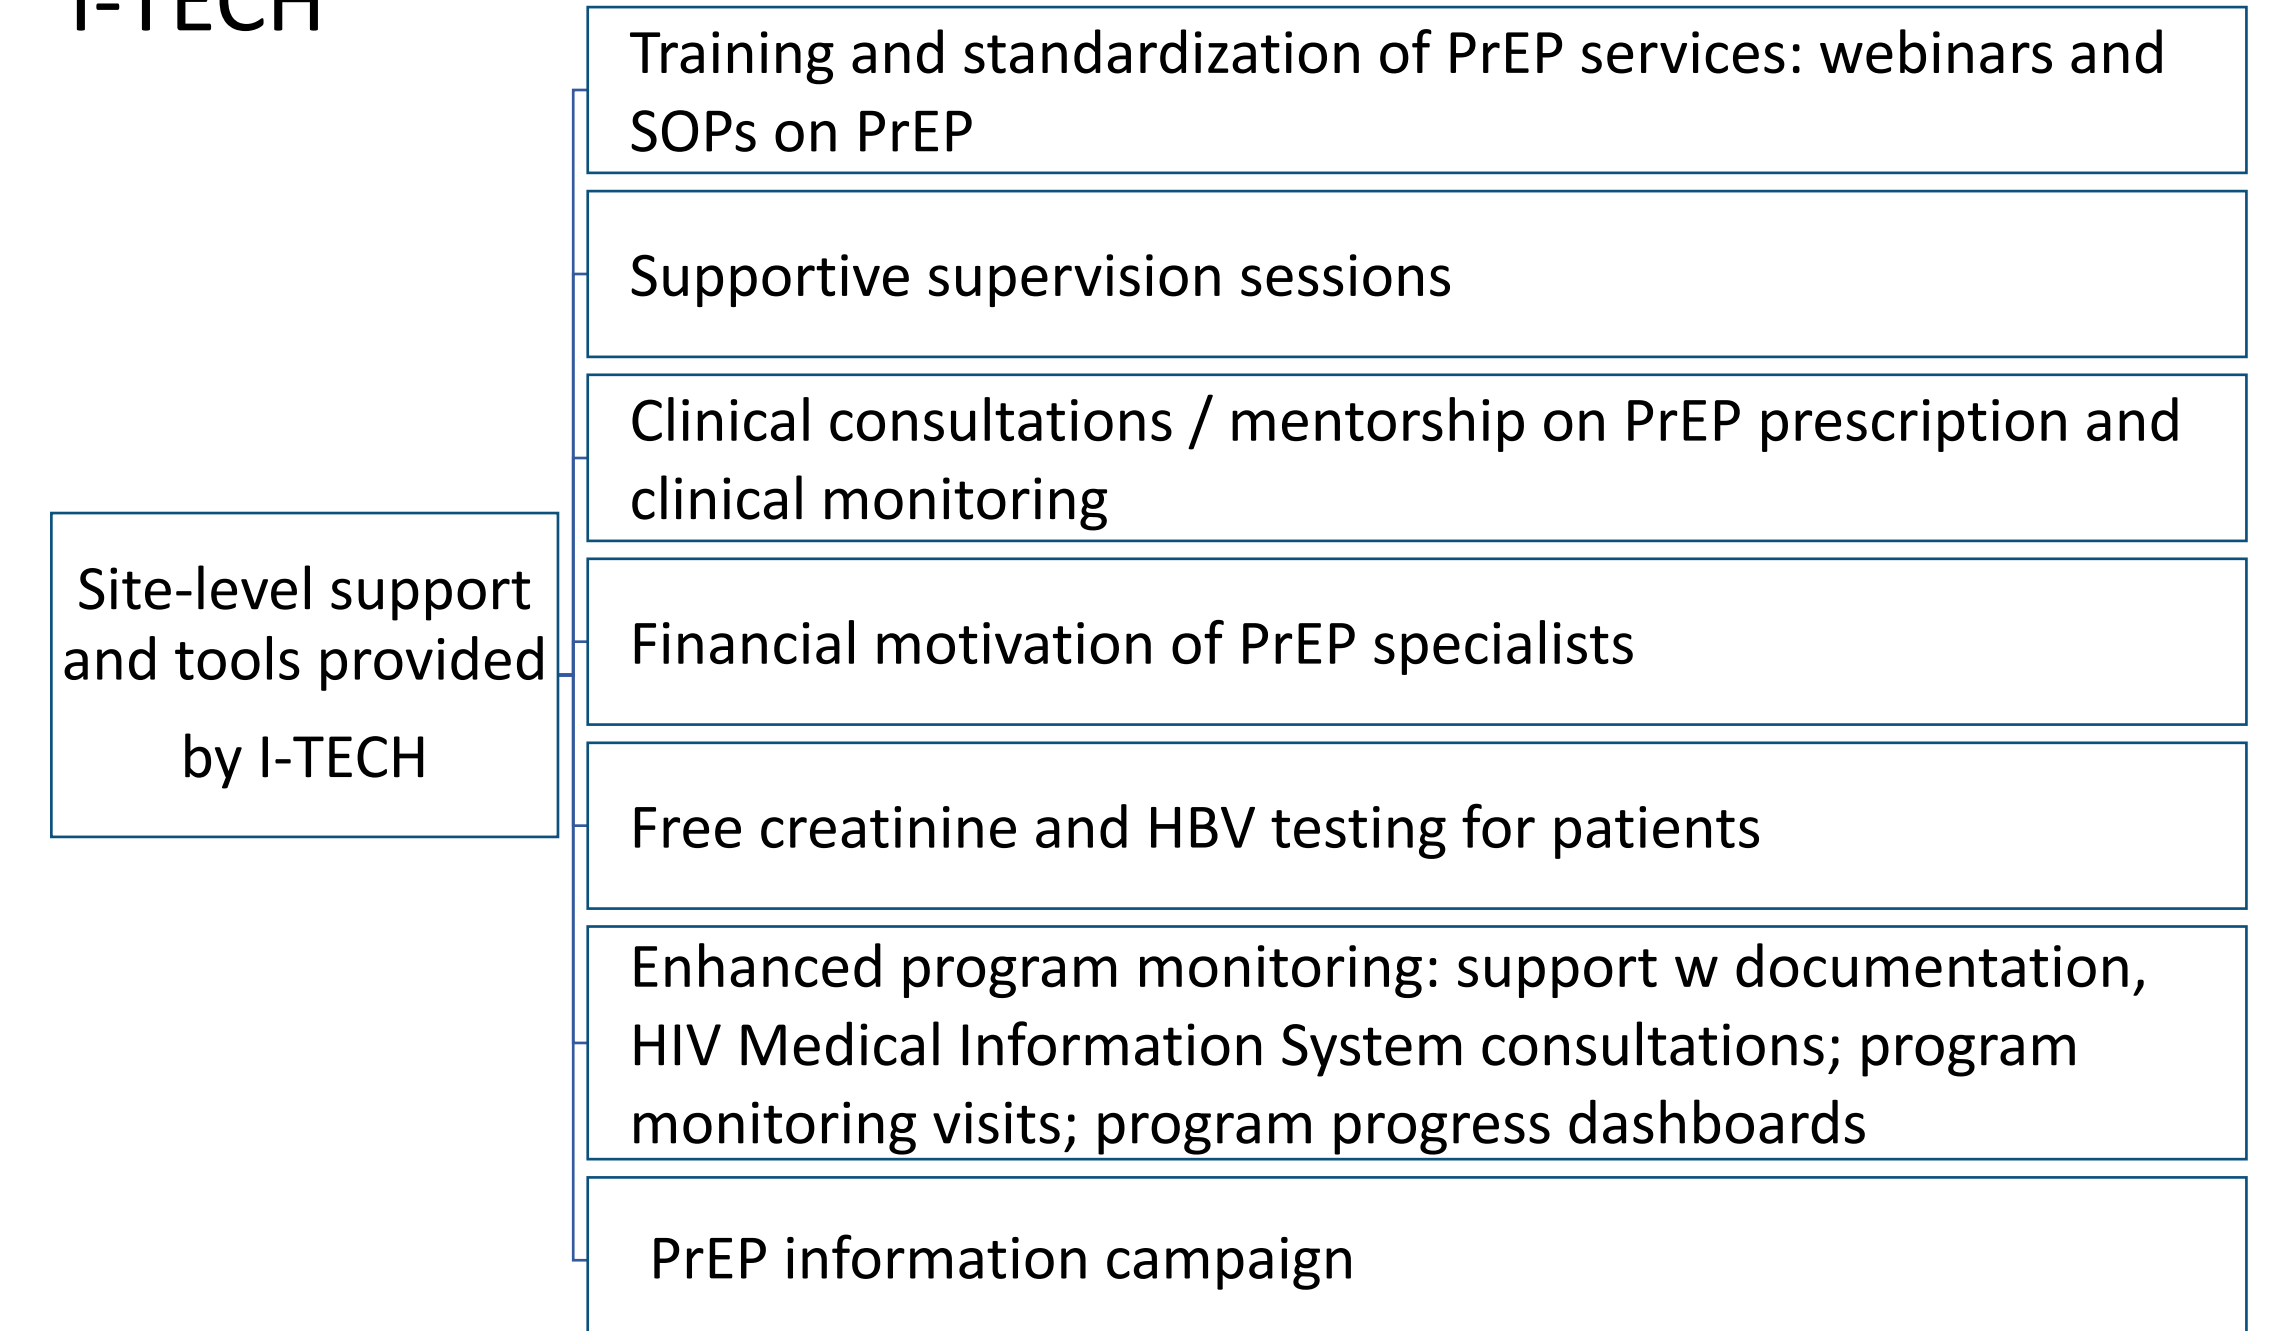 I-TECH
Training and standardization of PrEP services: webinars and
SOPs on PrEP
Supportive supervision sessions
Clinical consultations / mentorship on PrEP prescription and
clinical monitoring
Site-level support
and tools provided
by I-TECH
Financial motivation of PrEP specialists
Free creatinine and HBV testing for patients
Enhanced program monitoring: support w documentation,
HIV Medical Information System consultations; program
monitoring visits; program progress dashboards
PrEP information campaign